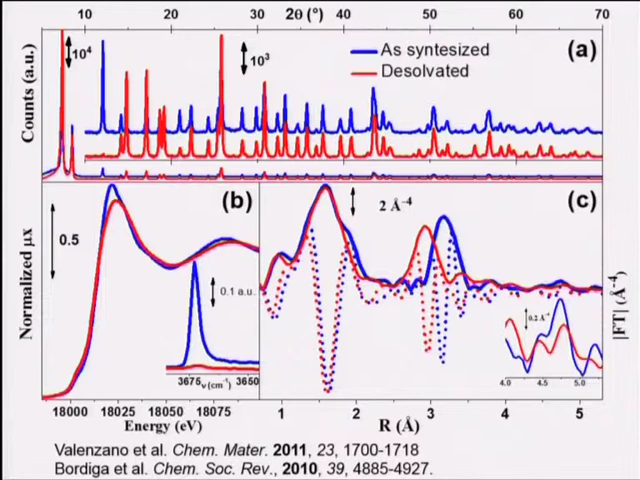 10 20 2θ (°) 40 50 60 70
Counts (a.u.)
10⁴
10³
As syntesized
Desolvated
(a)
Normalized μx
0.5
(b)
0.1 a.u.
3675 ν (cm⁻¹) 3650
18000 18025 18050 18075
Energy (eV)
(c)
2 Å⁻⁴
|FT| (Å⁻⁴)
0.2 Å⁻⁴
4.0 4.5 5.0
1 2 3 4 5
R (Å)
Valenzano et al. Chem. Mater. 2011, 23, 1700-1718
Bordiga et al. Chem. Soc. Rev., 2010, 39, 4885-4927.